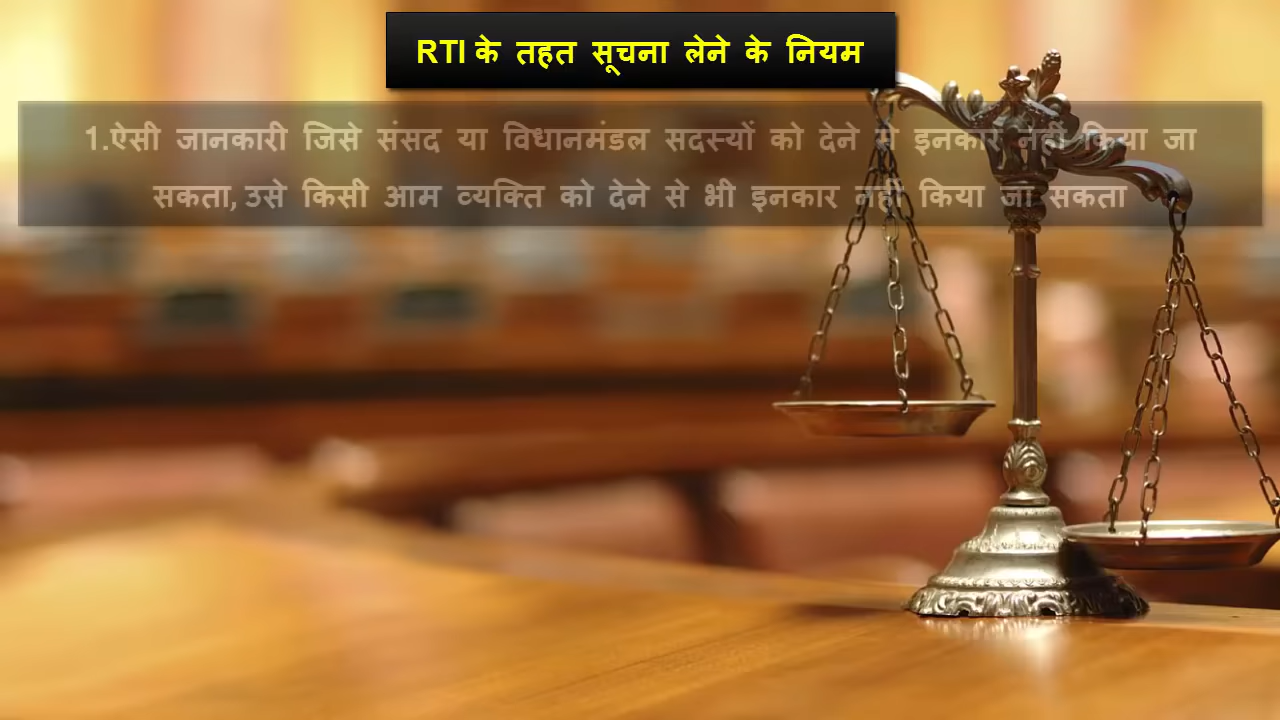 RTI के तहत सूचना लेने के नियम
1.ऐसी जानकारी जिसे संसद या विधानमंडल सदस्यों को देने से इनकार नहीं किया जा
सकता, उसे किसी आम व्यक्ति को देने से भी इनकार नहीं किया जा सकता